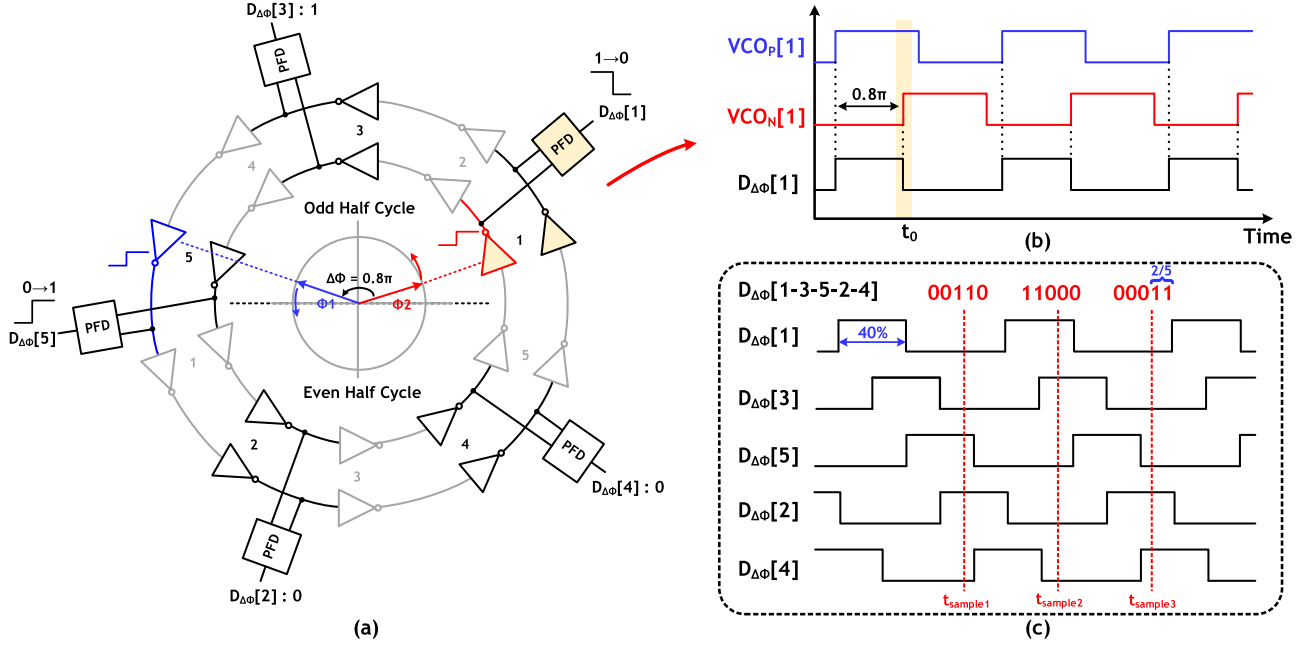 D_ΔΦ[3] : 1
PFD
1→0
D_ΔΦ[1]
PFD
3
3
2
4
4
2
1
5
Odd Half Cycle
ΔΦ = 0.8π
Φ1
Φ2
0→1
PFD
D_ΔΦ[5]
1
5
Even Half Cycle
2
4
3
PFD
D_ΔΦ[4]: 0
PFD
D_ΔΦ[2]: 0
(a)
VCO_P[1]
0.8π
VCO_N[1]
D_ΔΦ[1]
t_0
(b)
Time
2/5
D_ΔΦ[1-3-5-2-4]
00110
11000
00011
D_ΔΦ[1]
40%
D_ΔΦ[3]
D_ΔΦ[5]
D_ΔΦ[2]
D_ΔΦ[4]
t_sample1
t_sample2
t_sample3
(c)